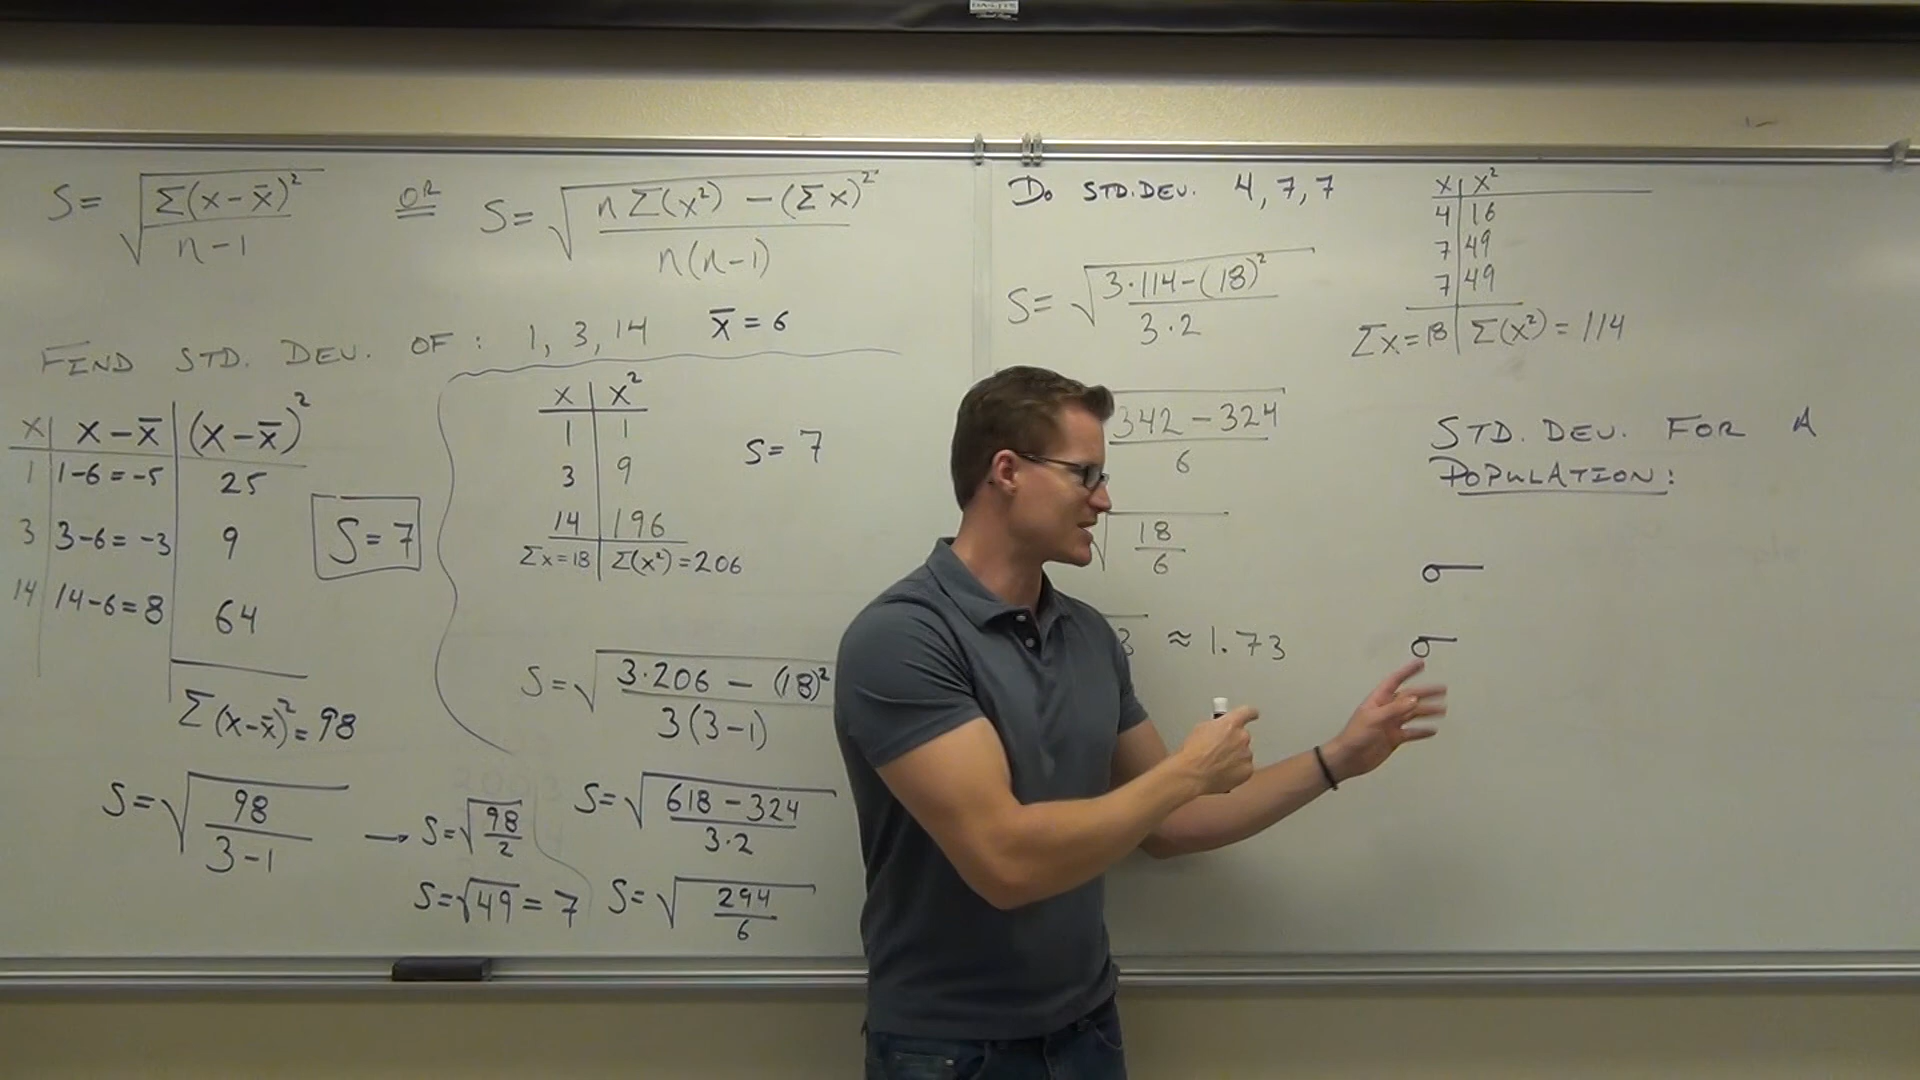 S = √(Σ(x-x̄)² / n-1) OR S = √(nΣ(x²) - (Σx)² / n(n-1))
FIND STD. DEV. OF: 1, 3, 14 x̄ = 6
x | x-x̄ | (x-x̄)²
1 | 1-6=-5 | 25
3 | 3-6=-3 | 9
14 | 14-6=8 | 64
Σ(x-x̄)²=98
S=7
S=√(98 / 3-1) → S=√(98/2)
S=√49 = 7
x | x²
1 | 1
3 | 9
14 | 196
Σx=18 | Σ(x²)=206
S=7
S=√(3·206 - (18)² / 3(3-1))
S=√(618-324 / 3·2)
S=√(294 / 6)
DO STD.DEV. 4,7,7
S=√(3·114-(18)² / 3·2)
342-324 / 6
√(18 / 6)
3 ≈ 1.73
x | x²
4 | 16
7 | 49
7 | 49
Σx=18 | Σ(x²)=114
STD. DEV. FOR A
POPULATION:
σ
σ